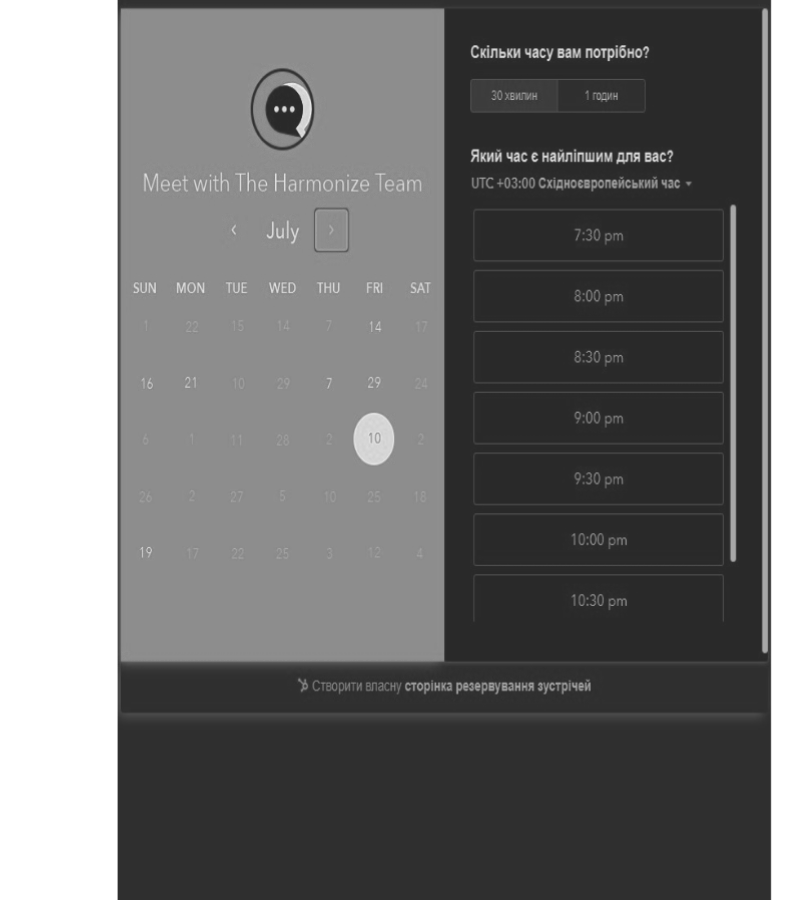 Meet with The Harmonize Team
July
SUN MON TUE WED THU FRI SAT
1 22 15 14 7 14 17
16 21 10 29 7 29 24
6 1 11 28 2 10 2
26 2 27 5 10 25 18
19 17 22 25 3 12 4
Скільки часу вам потрібно?
30 хвилин 1 годин
Який час є найліпшим для вас?
UTC +03:00 Східноєвропейський час
7:30 pm
8:00 pm
8:30 pm
9:00 pm
9:30 pm
10:00 pm
10:30 pm
Створити власну сторінка резервування зустрічей